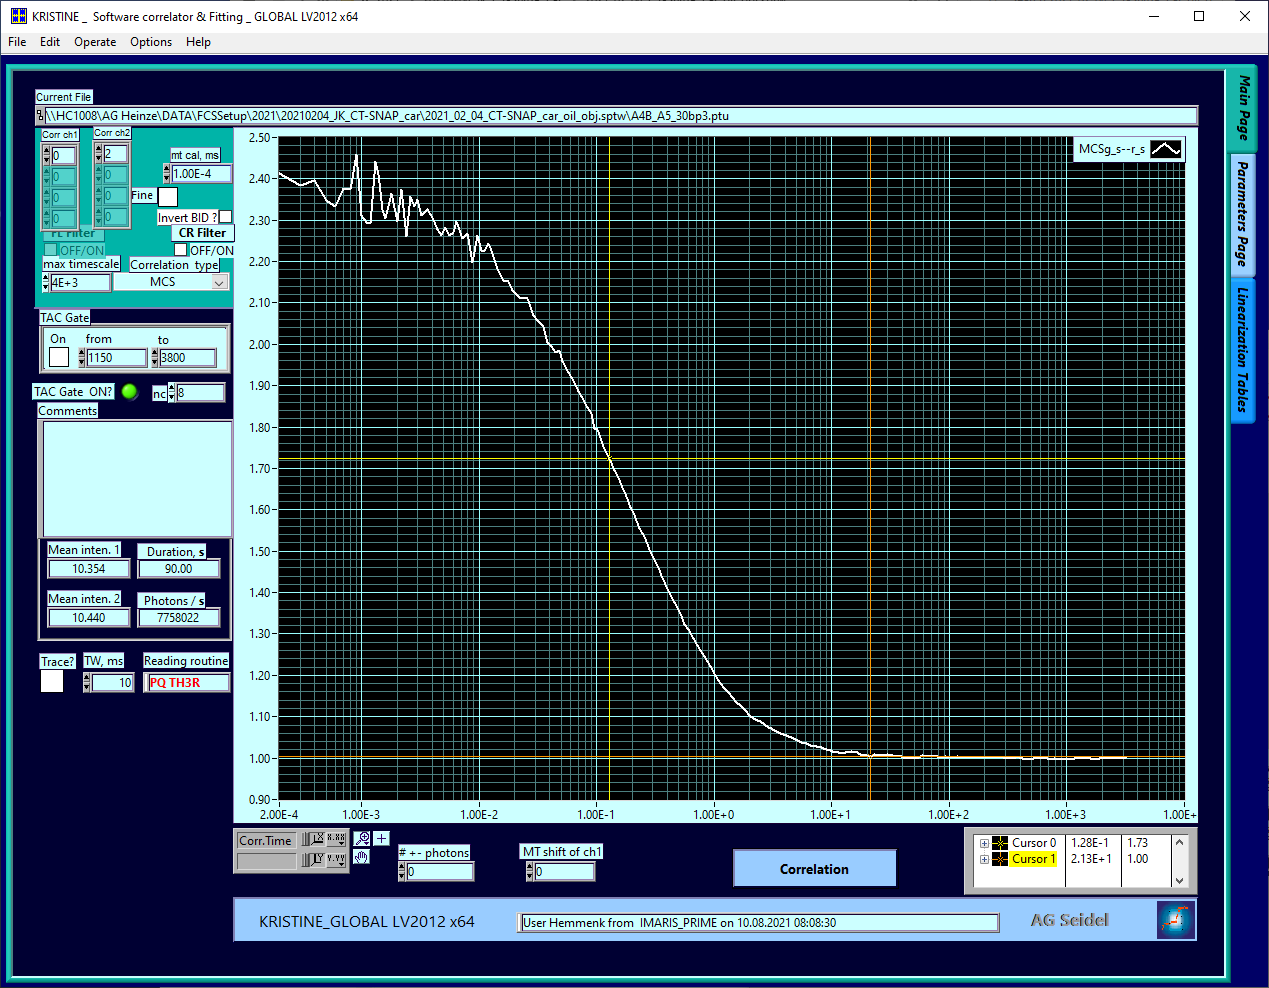 KRISTINE _ Software correlator & Fitting _ GLOBAL LV2012 x64
File Edit Operate Options Help
Current File
\\HC1008\AG Heinze\DATA\FCSSetup\2021\20210204_JK_CT-SNAP_car\2021_02_04_CT-SNAP_car_oil_obj.sptw\A4B_A5_30bp3.ptu
Corr ch1 Corr ch2
0 2
0 0
0 0
0 0
mt cal, ms
1.00E-4
Fine
Invert BID ?
FL Filter CR Filter
OFF/ON OFF/ON
max timescale Correlation type
4E+3 MCS
TAC Gate
On from to
1150 3800
TAC Gate ON? nc 8
Comments
Mean inten. 1 Duration, s
10.354 90.00
Mean inten. 2 Photons / s
10.440 7758022
Trace? TW, ms Reading routine
10 PQ TH3R
MCSg_s--r_s
2.50
2.40
2.30
2.20
2.10
2.00
1.90
1.80
1.70
1.60
1.50
1.40
1.30
1.20
1.10
1.00
0.90
2.00E-4 1.00E-3 1.00E-2 1.00E-1 1.00E+0 1.00E+1 1.00E+2 1.00E+3 1.00E+
Corr.Time X X.XX
Y Y.YY
# +- photons
0
MT shift of ch1
0
Correlation
Cursor 0 1.28E-1 1.73
Cursor 1 2.13E+1 1.00
KRISTINE_GLOBAL LV2012 x64
User Hemmenk from IMARIS_PRIME on 10.08.2021 08:08:30
AG Seidel
Main Page
Parameters Page
Linearization Tables